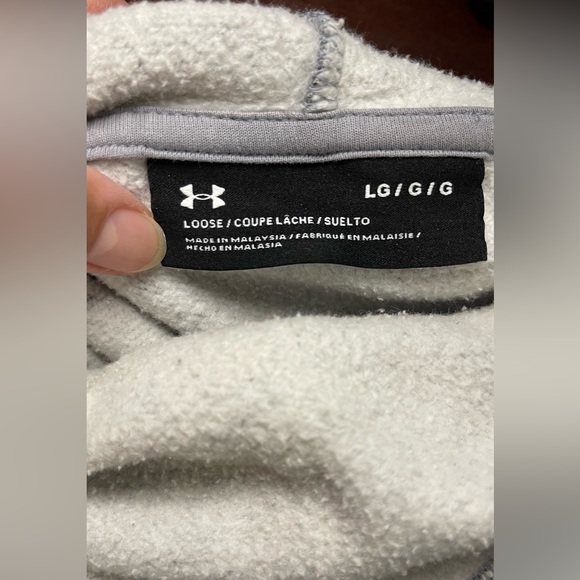 LG / G / G
LOOSE / COUPE LÂCHE / SUELTO
MADE IN MALAYSIA / FABRIQUÉ EN MALAISIE /
HECHO EN MALASIA